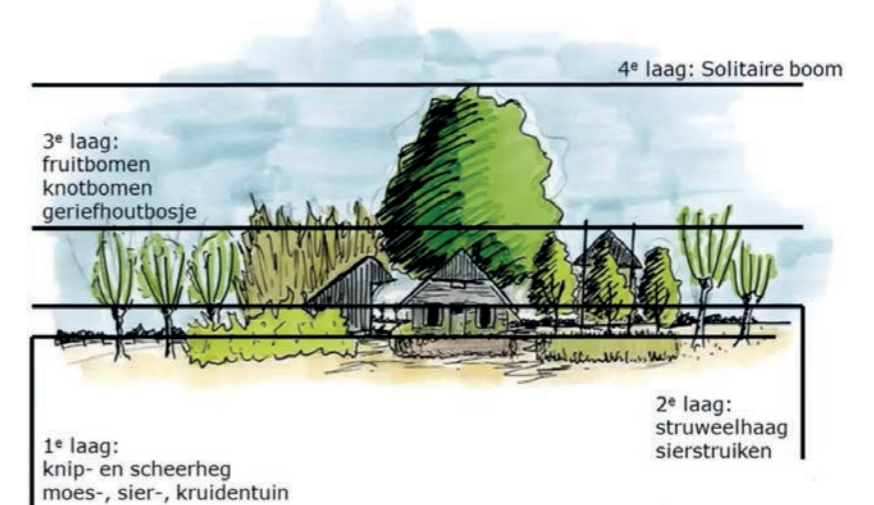 4e laag: Solitaire boom
3e laag:
fruitbomen
knotbomen
geriefhoutbosje
2e laag:
struweelhaag
sierstruiken
1e laag:
knip- en scheerheg
moes-, sier-, kruidentuin